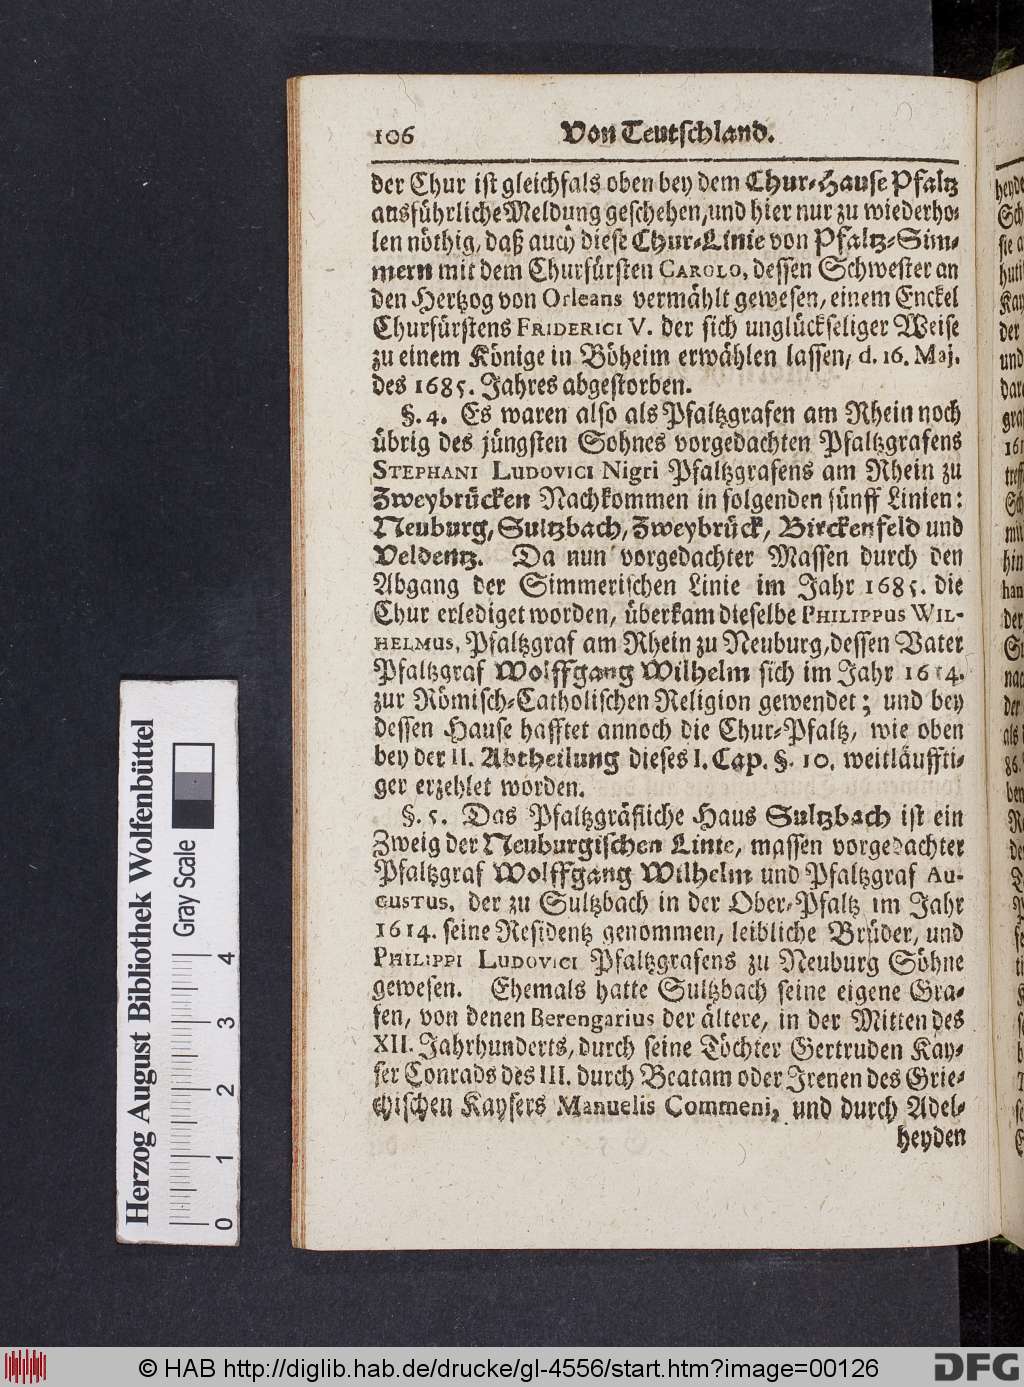 106 Von Teutschland.
der Chur ist gleichfals oben bey dem Chur-Hause Pfaltz
ausführliche Meldung geschehen, und hier nur zu wiederho-
len nöthig, daß auch diese Chur-Linie von Pfaltz-Sim-
mern mit dem Churfürsten CAROLO, dessen Schwester an
den Hertzog von Orleans vermählt gewesen, einem Enckel
Churfürstens FRIDERICI V. der sich unglückseliger Weise
zu einem Könige in Böheim erwählen lassen, d. 16. Maj.
des 1685. Jahres abgestorben.
§. 4. Es waren also als Pfaltzgrafen am Rhein noch
übrig des jüngsten Sohnes vorgedachten Pfaltzgrafens
STEPHANI LUDOVICI Nigri Pfaltzgrafens am Rhein zu
Zweybrücken Nachkommen in folgenden fünff Linien:
Neuburg, Sultzbach, Zweybrück, Birckenfeld und
Veldentz. Da nun vorgedachter Massen durch den
Abgang der Simmerischen Linie im Jahr 1685. die
Chur erlediget worden, überkam dieselbe PHILIPPUS WIL-
HELMUS, Pfaltzgraf am Rhein zu Neuburg, dessen Vater
Pfaltzgraf Wolffgang Wilhelm sich im Jahr 1614.
zur Römisch-Catholischen Religion gewendet; und bey
dessen Hause hafftet annoch die Chur-Pfaltz, wie oben
bey der II. Abtheilung dieses I. Cap. §. 10. weitläuffti-
ger erzehlet worden.
§. 5. Das Pfaltzgräfliche Haus Sultzbach ist ein
Zweig der Neuburgischen Linie, massen vorgedachter
Pfaltzgraf Wolffgang Wilhelm und Pfaltzgraf AU-
GUSTUS, der zu Sultzbach in der Ober-Pfaltz im Jahr
1614. seine Residentz genommen, leibliche Brüder, und
PHILIPPI LUDOVICI Pfaltzgrafens zu Neuburg Söhne
gewesen. Ehemals hatte Sultzbach seine eigene Gra-
fen, von denen Berengarius der ältere, in der Mitten des
XII. Jahrhunderts, durch seine Töchter Gertruden Kay-
ser Conrads des III. durch Beatam oder Irenen des Grie-
chischen Kaysers Manuelis Commeni, und durch Adel-
heyden
Herzog August Bibliothek Wolfenbüttel
Gray Scale
0 1 2 3 4
© HAB http://diglib.hab.de/drucke/gl-4556/start.htm?image=00126
DFG